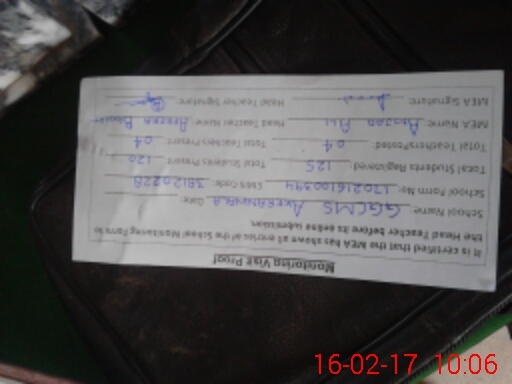 Monitoring Visit Proof
It is certified that the MEA has shown all entries of the School Monitoring Form to
the Head Teacher before its online submission.
School Name: GGCMS Date:
School Form No: 170216100394 EMIS Code: 38120228
Total Students Registered: 125 Total Students Present: 120
Total Teachers Posted: 04 Total Teachers Present: 04
MEA Name: Ali Head Teacher Name:
MEA Signature: Head Teacher Signature:
16-02-17 10:06